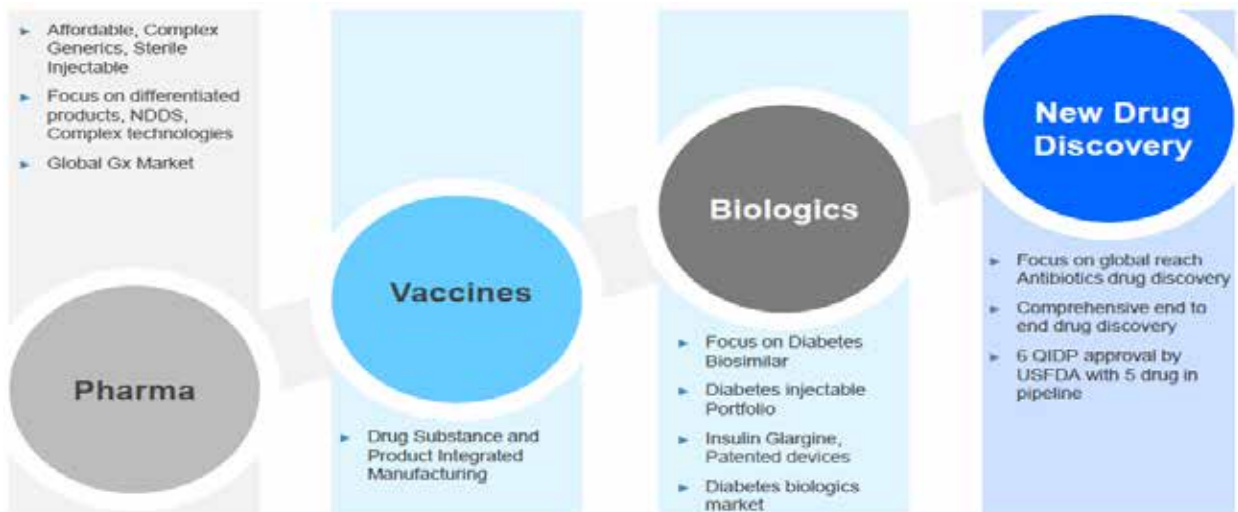 Affordable, Complex
Generics, Sterile
Injectable
Focus on differentiated
products, NDDS,
Complex technologies
Global Gx Market
Pharma
Vaccines
Drug Substance and
Product Integrated
Manufacturing
Biologics
Focus on Diabetes
Biosimilar
Diabetes injectable
Portfolio
Insulin Glargine,
Patented devices
Diabetes biologics
market
New Drug
Discovery
Focus on global reach
Antibiotics drug discovery
Comprehensive end to
end drug discovery
6 QIDP approval by
USFDA with 5 drug in
pipeline